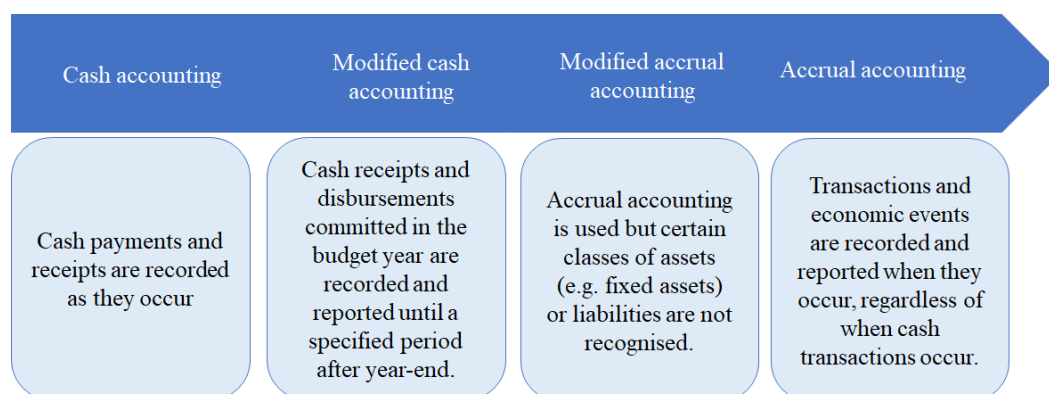 Cash accounting
Modified cash
accounting
Modified accrual
accounting
Accrual accounting
Cash payments and
receipts are recorded
as they occur
Cash receipts and
disbursements
committed in the
budget year are
recorded and
reported until a
specified period
after year-end.
Accrual accounting
is used but certain
classes of assets
(e.g. fixed assets)
or liabilities are not
recognised.
Transactions and
economic events
are recorded and
reported when they
occur, regardless of
when cash
transactions occur.